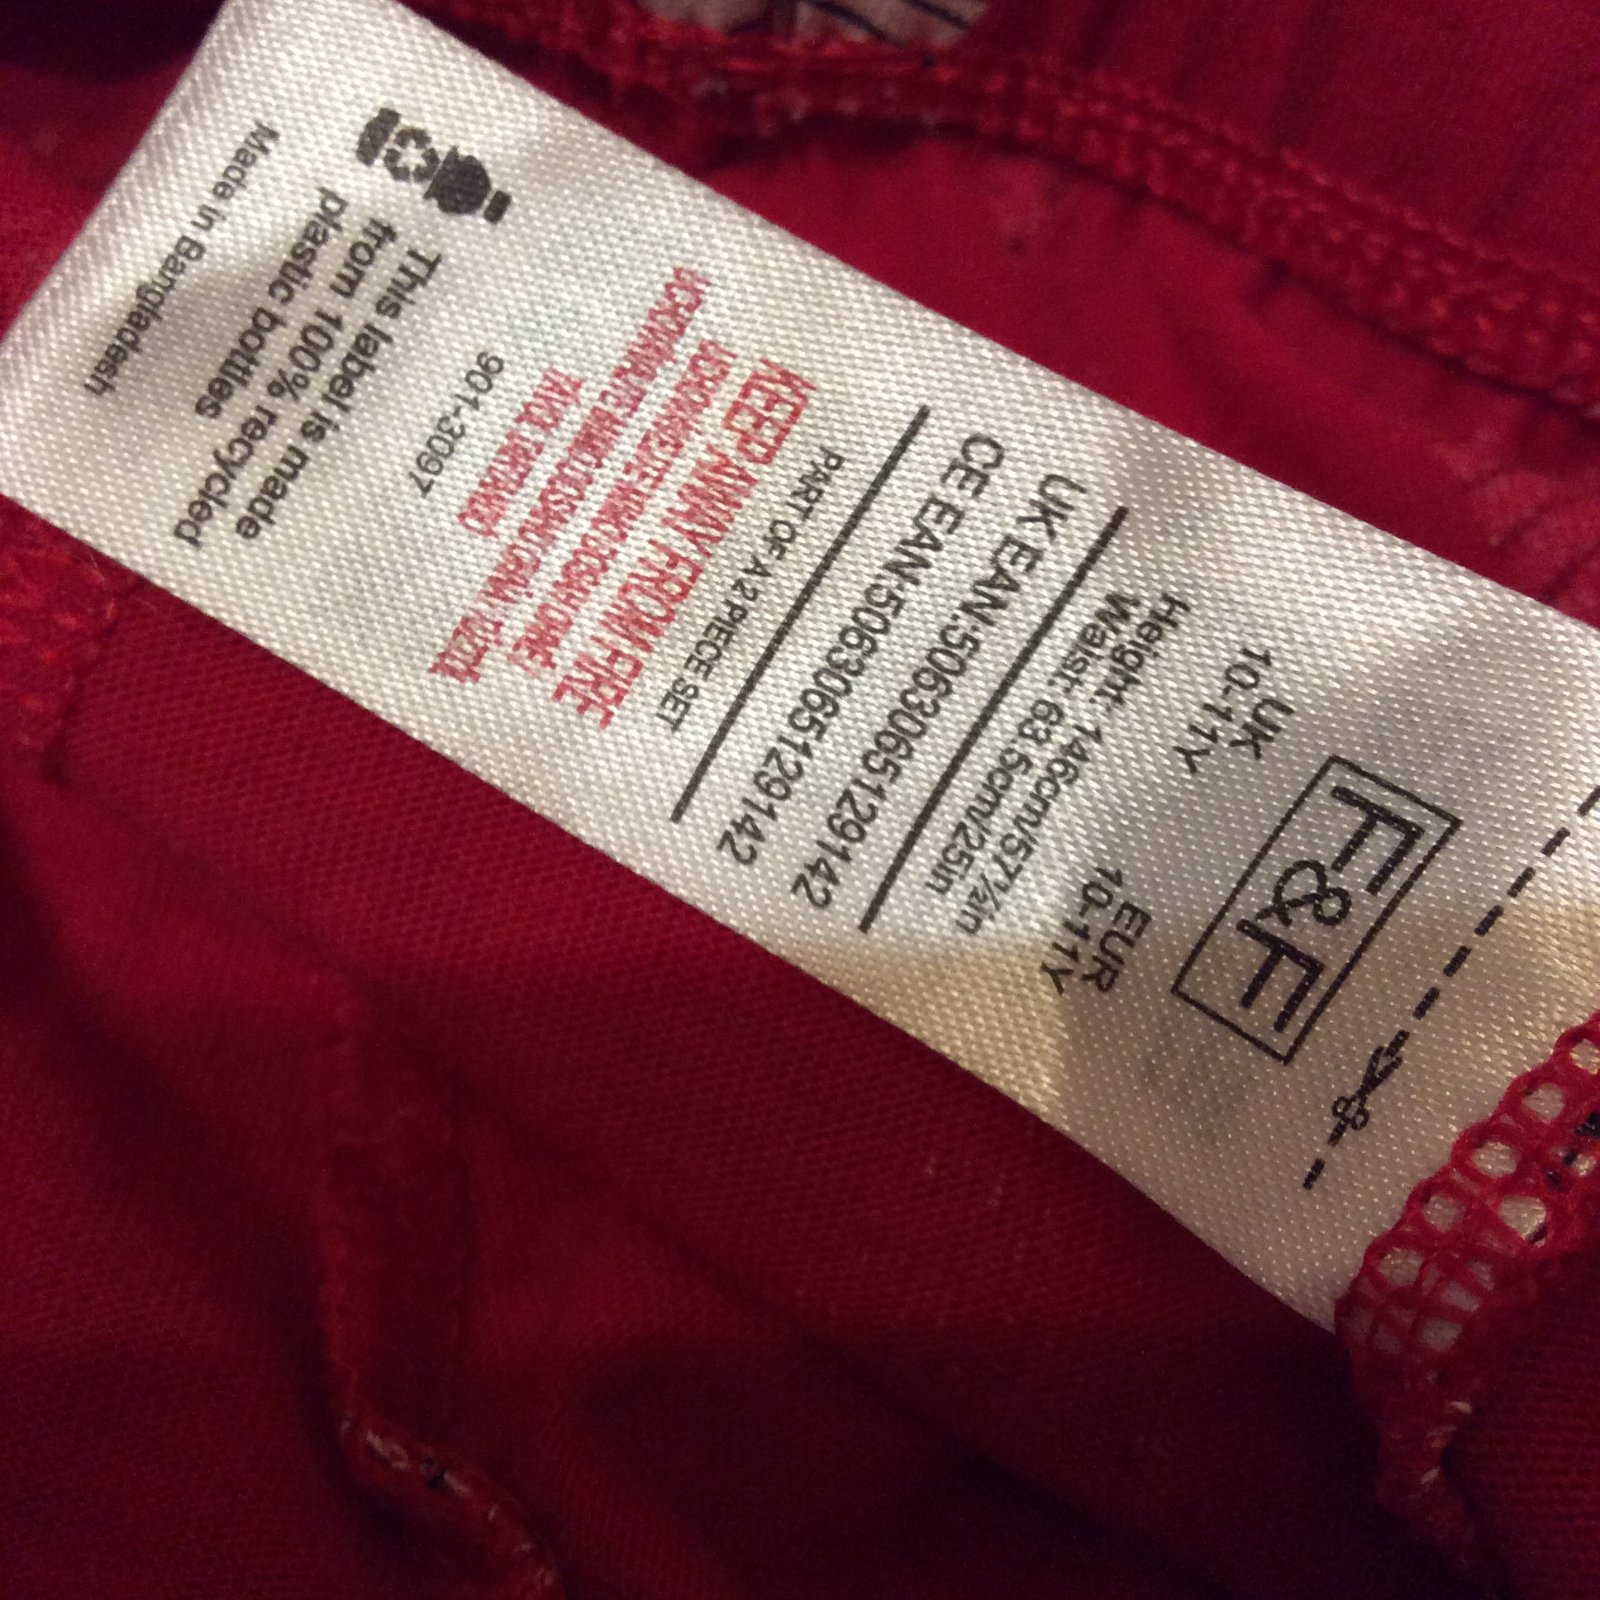 F&F
UK EUR
10-11Y 10-11Y
Height: 146cm/57½in
Waist: 63.5cm/25in
UK EAN:5063065129142
CE EAN:5063065129142
PART OF A 2 PIECE SET
KEEP AWAY FROM FIRE
901-3097
This label is made
from 100% recycled
plastic bottles
Made in Bangladesh